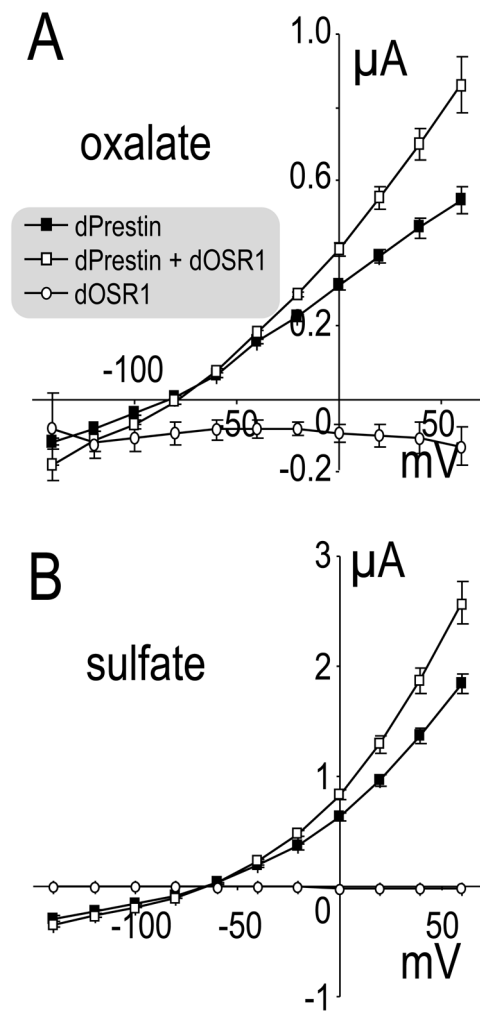 A
1.0
µA
oxalate
0.6
dPrestin
dPrestin + dOSR1
dOSR1
0.2
-100
-50
0
50
-0.2
mV
B
3
µA
sulfate
2
1
0
-100
-50
50
mV
-1